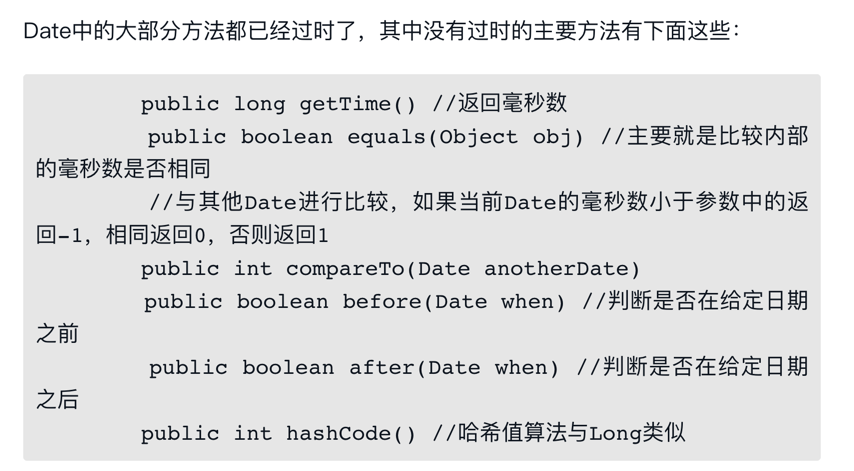 Date中的大部分方法都已经过时了，其中没有过时的主要方法有下面这些：
public long getTime() //返回毫秒数
public boolean equals(Object obj) //主要就是比较内部
的毫秒数是否相同
//与其他Date进行比较，如果当前Date的毫秒数小于参数中的返
回-1，相同返回0，否则返回1
public int compareTo(Date anotherDate)
public boolean before(Date when) //判断是否在给定日期
之前
public boolean after(Date when) //判断是否在给定日期
之后
public int hashCode() //哈希值算法与Long类似